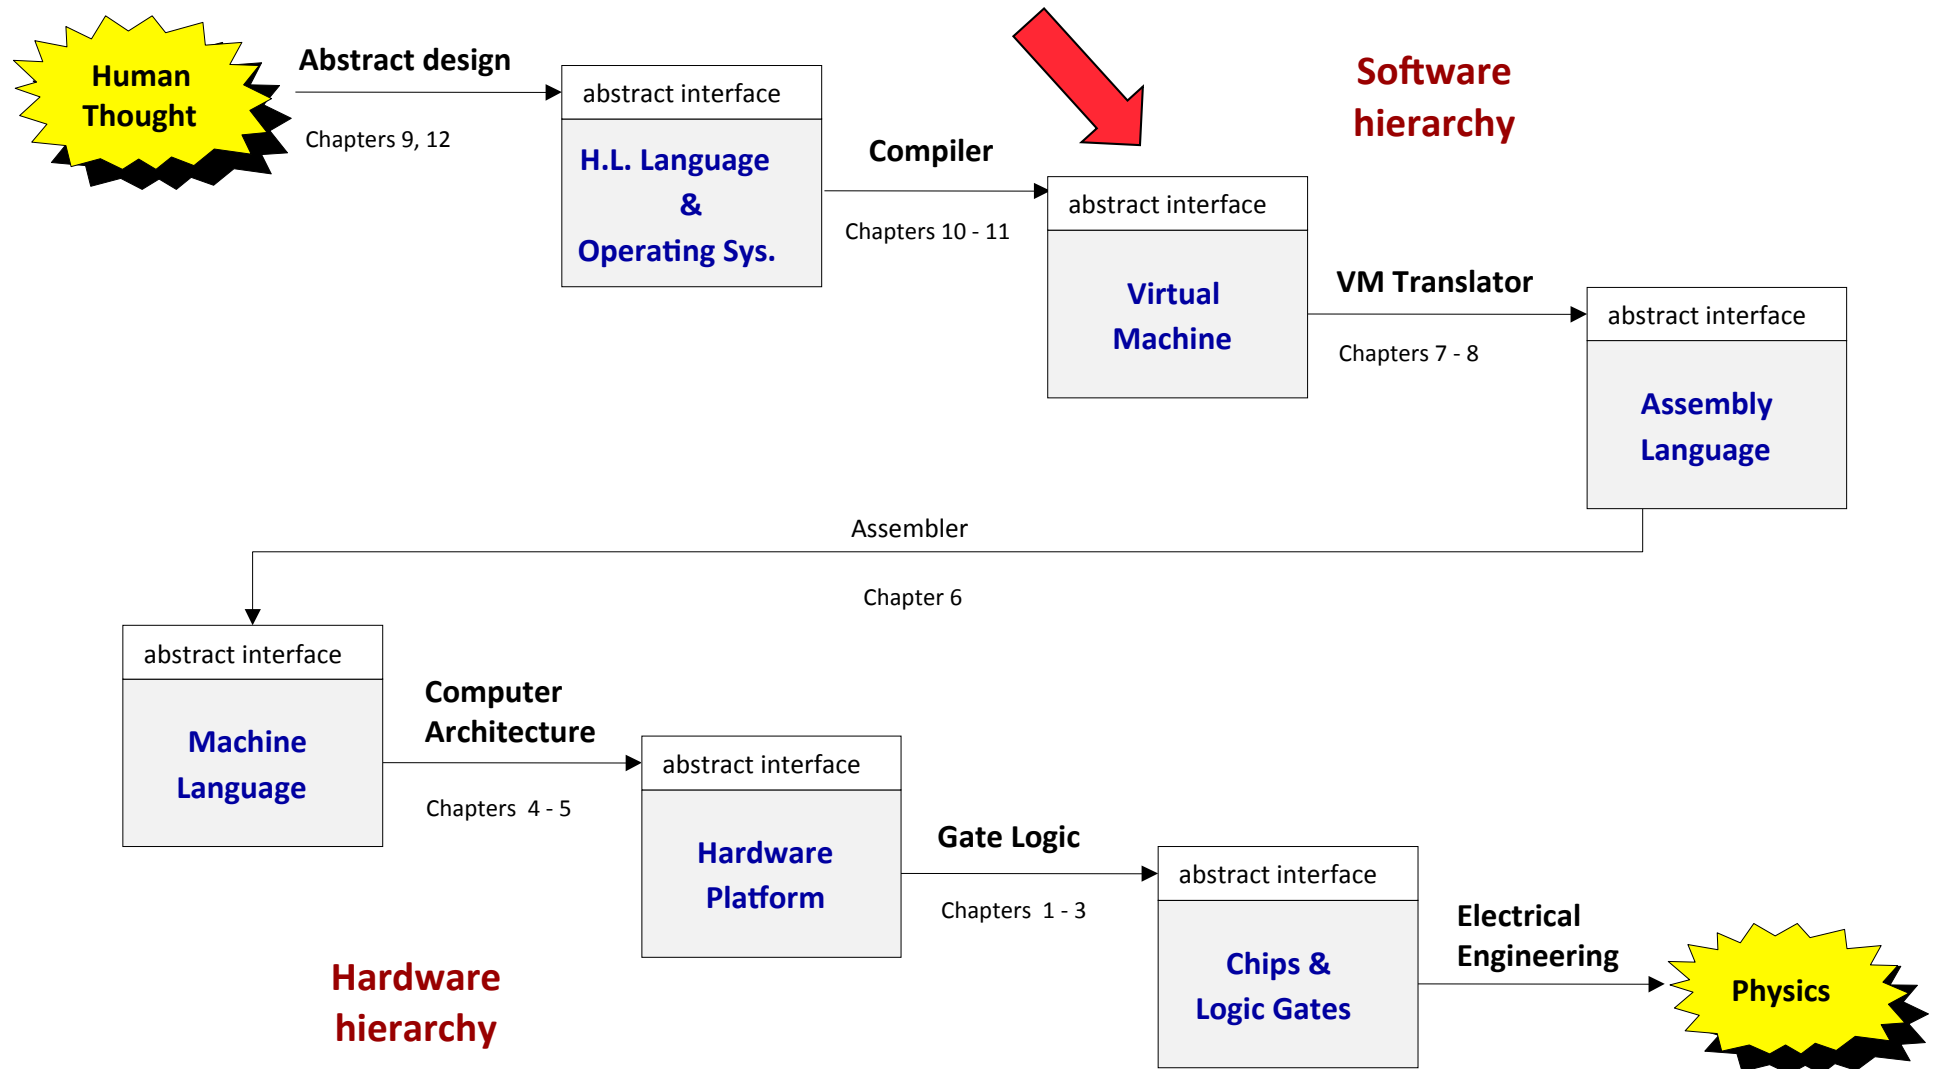 Human
Thought
Abstract design
Chapters 9, 12
abstract interface
H.L. Language
&
Operating Sys.
Compiler
Chapters 10 - 11
Software
hierarchy
abstract interface
Virtual
Machine
VM Translator
Chapters 7 - 8
abstract interface
Assembly
Language
Assembler
Chapter 6
abstract interface
Machine
Language
Computer
Architecture
Chapters 4 - 5
abstract interface
Hardware
Platform
Gate Logic
Chapters 1 - 3
abstract interface
Chips &
Logic Gates
Electrical
Engineering
Physics
Hardware
hierarchy